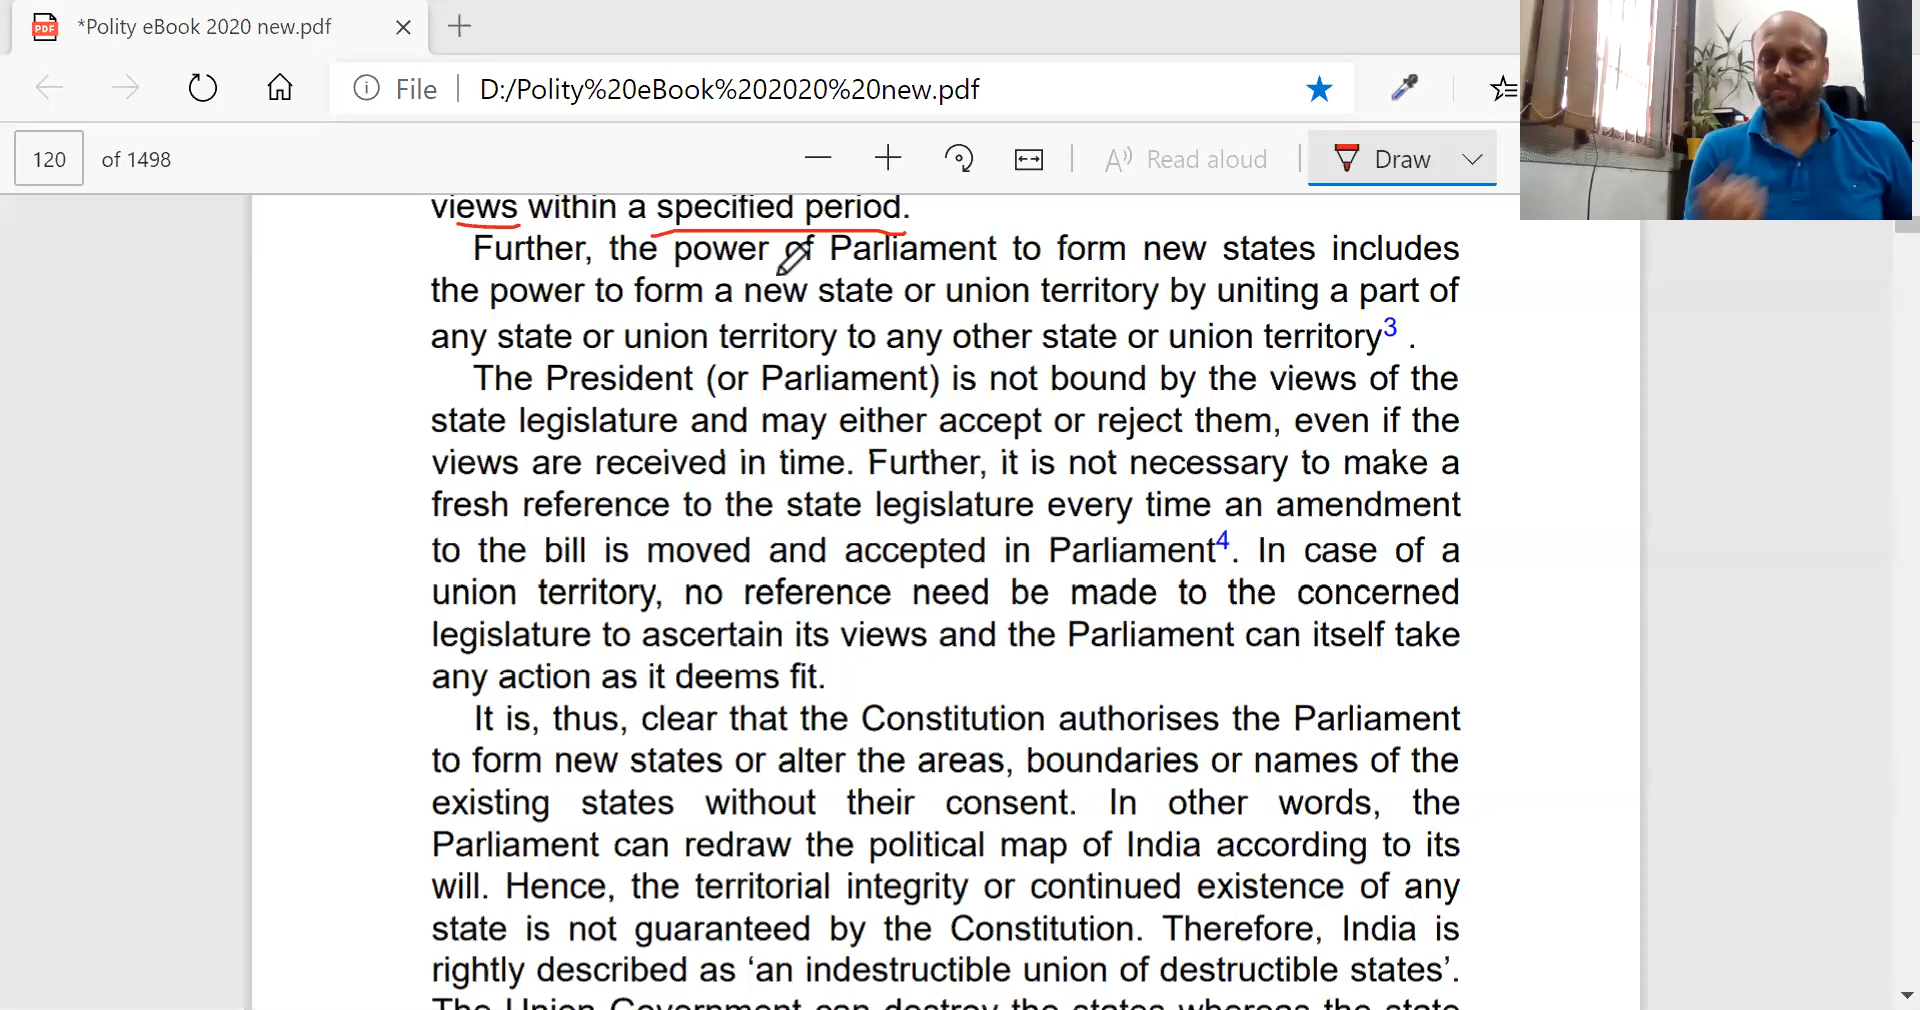 *Polity eBook 2020 new.pdf
File D:/Polity%20eBook%202020%20new.pdf
120 of 1498 Read aloud Draw
views within a specified period.
Further, the power of Parliament to form new states includes
the power to form a new state or union territory by uniting a part of
any state or union territory to any other state or union territory3 .
The President (or Parliament) is not bound by the views of the
state legislature and may either accept or reject them, even if the
views are received in time. Further, it is not necessary to make a
fresh reference to the state legislature every time an amendment
to the bill is moved and accepted in Parliament4. In case of a
union territory, no reference need be made to the concerned
legislature to ascertain its views and the Parliament can itself take
any action as it deems fit.
It is, thus, clear that the Constitution authorises the Parliament
to form new states or alter the areas, boundaries or names of the
existing states without their consent. In other words, the
Parliament can redraw the political map of India according to its
will. Hence, the territorial integrity or continued existence of any
state is not guaranteed by the Constitution. Therefore, India is
rightly described as ‘an indestructible union of destructible states’.
The Union Government can destroy the states whereas the state